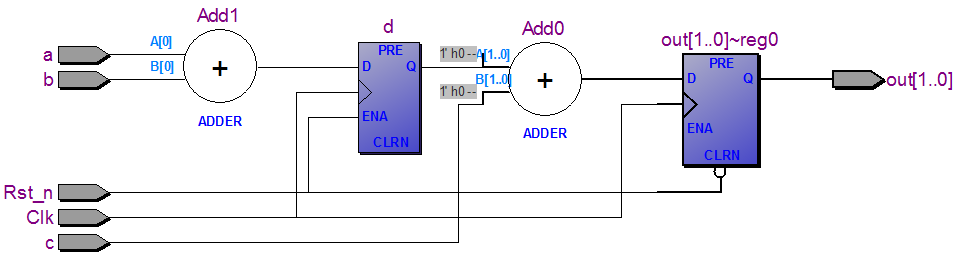 Add1
a
A[0]
b
B[0]
+
ADDER
d
PRE
D
Q
ENA
CLRN
1' h0 --
A[1..0]
B[1..0]
1' h0 --
Add0
+
ADDER
out[1..0]~reg0
PRE
D
Q
ENA
CLRN
out[1..0]
Rst_n
Clk
c